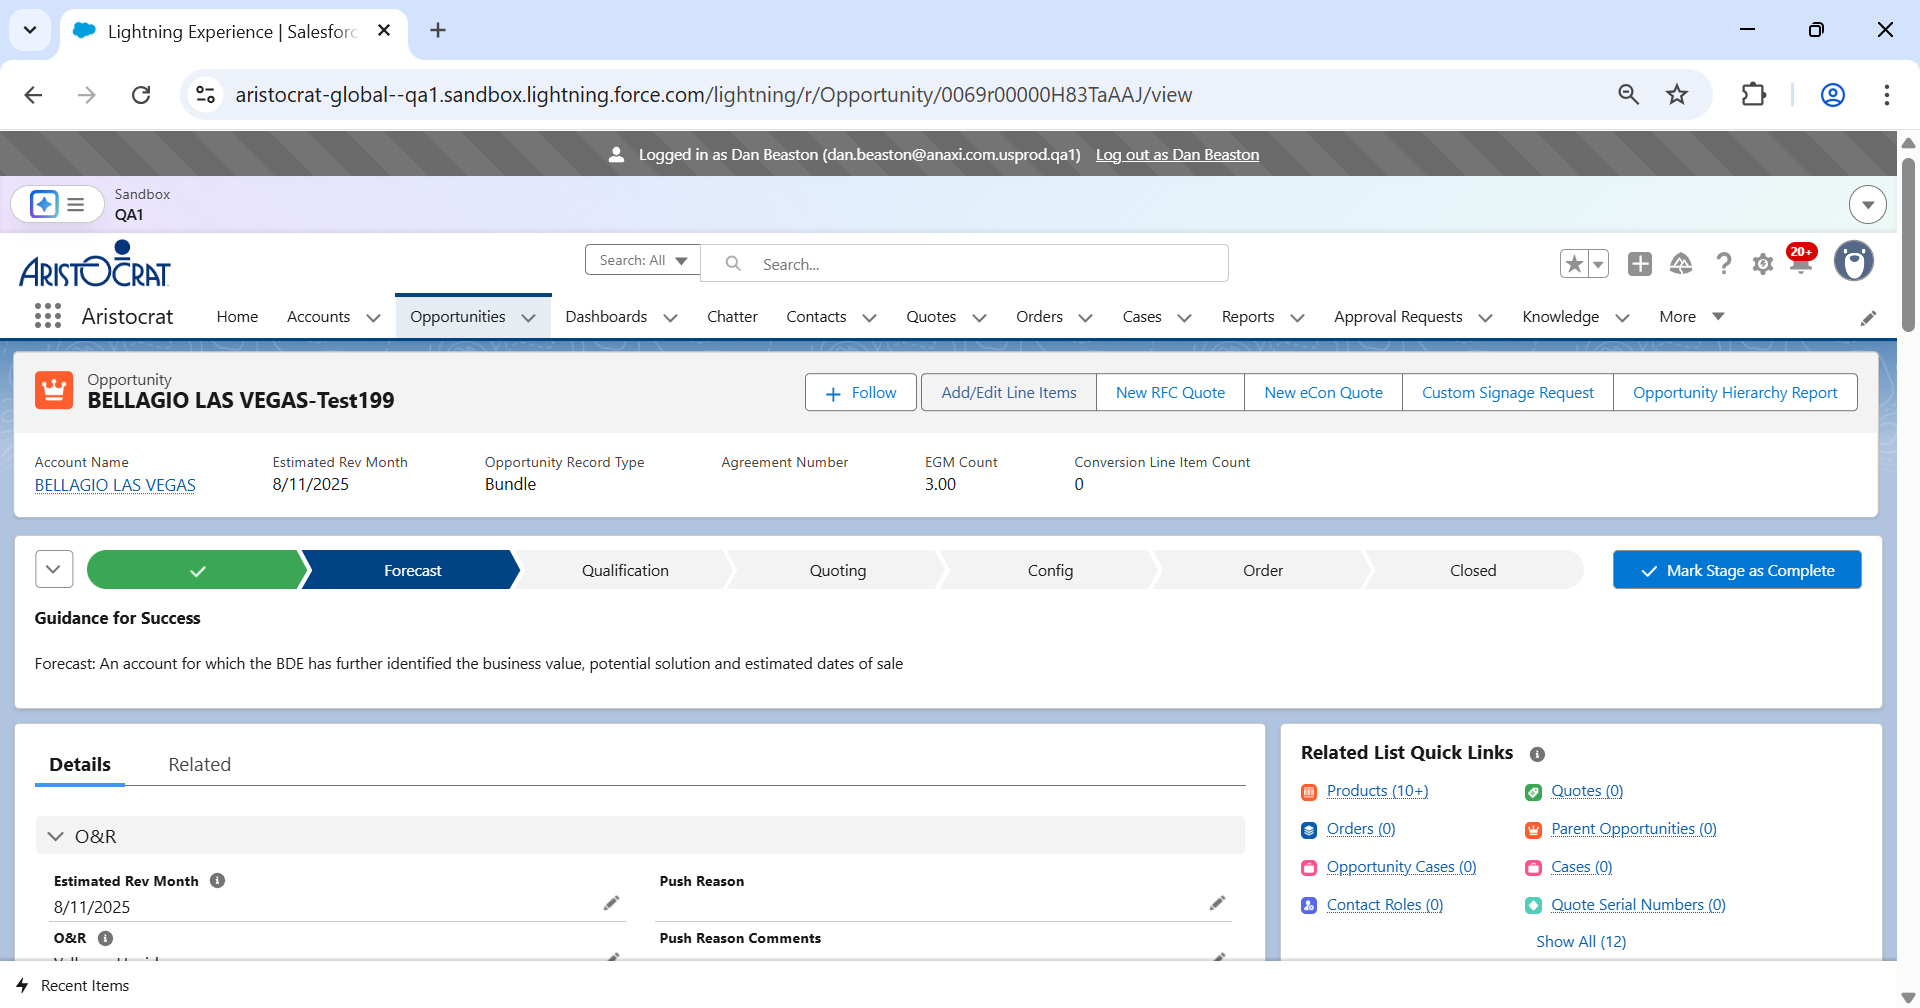 Lightning Experience | Salesforc
aristocrat-global--qa1.sandbox.lightning.force.com/lightning/r/Opportunity/0069r00000H83TaAAJ/view
Logged in as Dan Beaston (dan.beaston@anaxi.com.usprod.qa1) Log out as Dan Beaston
Sandbox
QA1
ARISTOCRAT
Search: All
Search...
20+
Aristocrat Home Accounts Opportunities Dashboards Chatter Contacts Quotes Orders Cases Reports Approval Requests Knowledge More
Opportunity
BELLAGIO LAS VEGAS-Test199
Follow Add/Edit Line Items New RFC Quote New eCon Quote Custom Signage Request Opportunity Hierarchy Report
Account Name Estimated Rev Month Opportunity Record Type Agreement Number EGM Count Conversion Line Item Count
BELLAGIO LAS VEGAS 8/11/2025 Bundle 3.00 0
Forecast Qualification Quoting Config Order Closed Mark Stage as Complete
Guidance for Success
Forecast: An account for which the BDE has further identified the business value, potential solution and estimated dates of sale
Details Related
O&R
Estimated Rev Month
8/11/2025
Push Reason
O&R
Push Reason Comments
Related List Quick Links
Products (10+) Quotes (0)
Orders (0) Parent Opportunities (0)
Opportunity Cases (0) Cases (0)
Contact Roles (0) Quote Serial Numbers (0)
Show All (12)
Recent Items